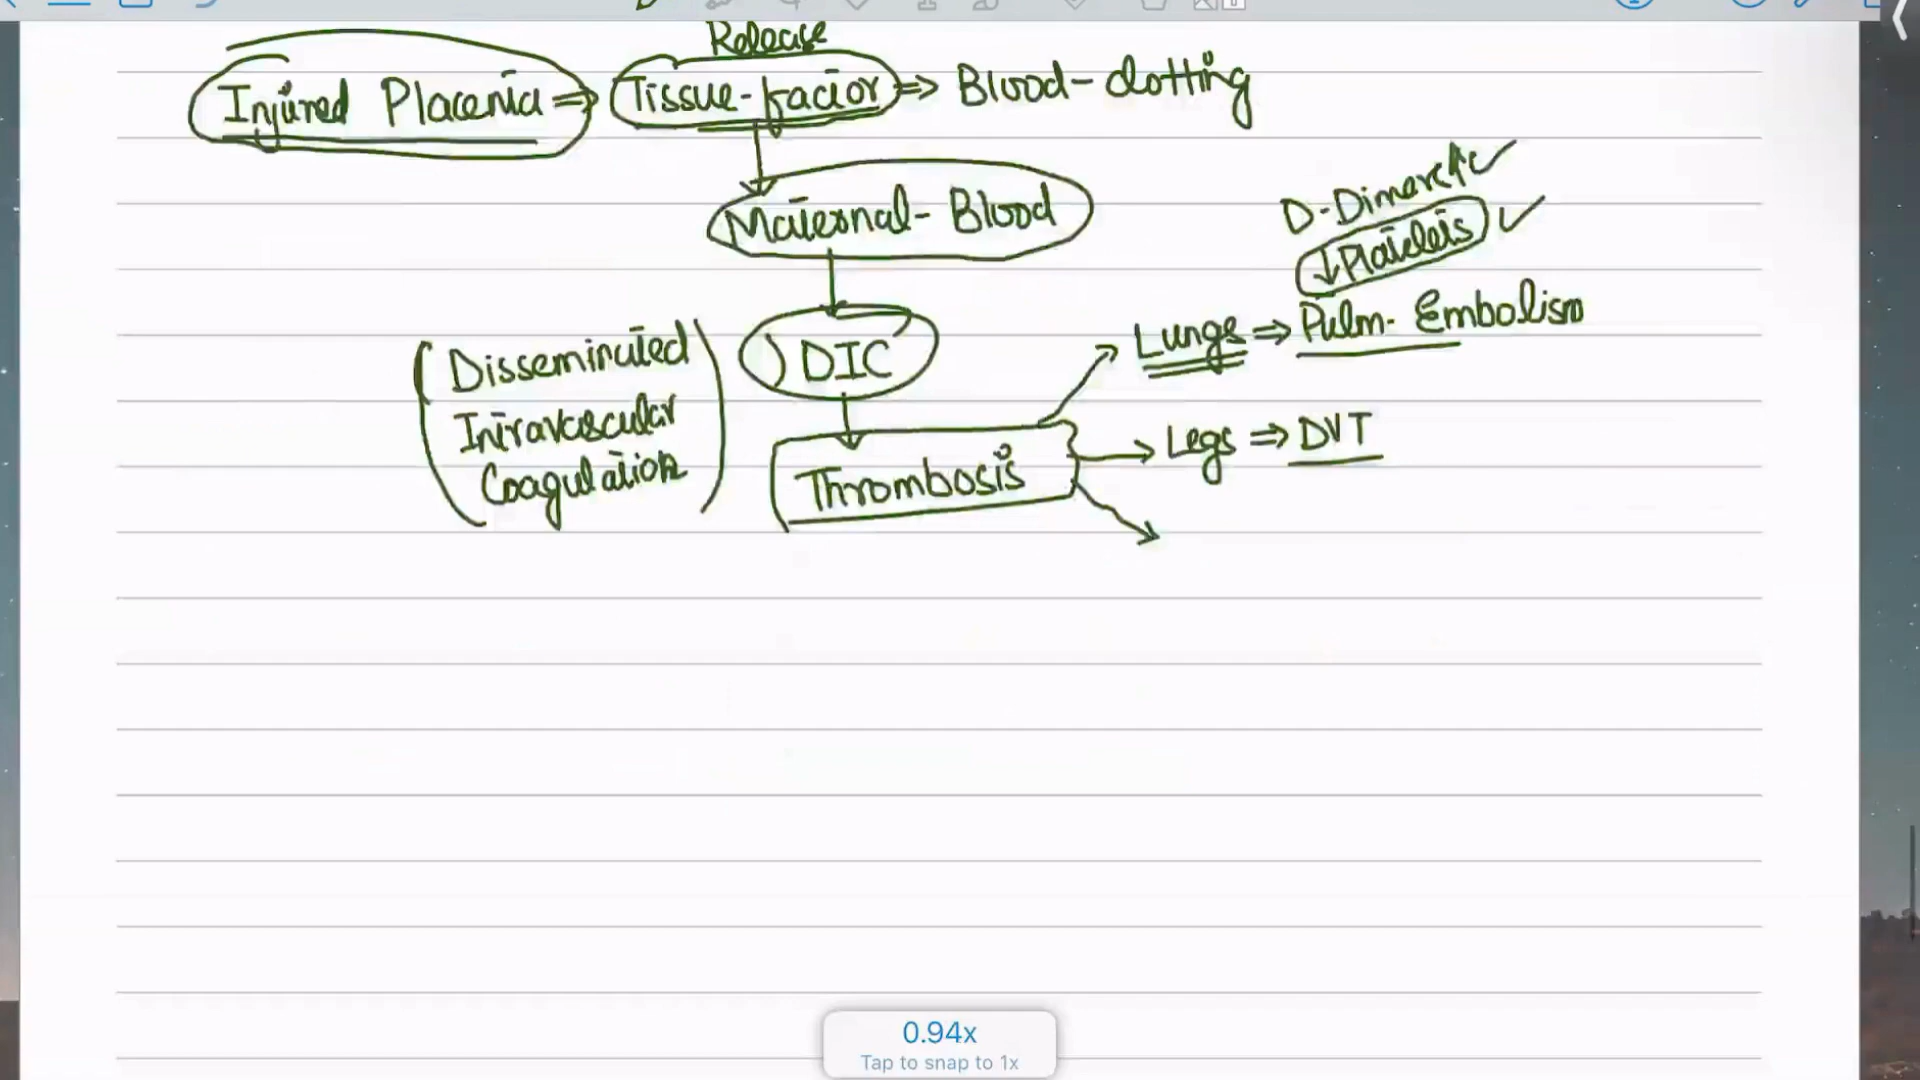 Release
Injured Placenta ⇒ Tissue-factor ⇒ Blood-clotting
Maternal-Blood
D-Dimers ↑ ✓
↓Platelets ✓
Lungs ⇒ Pulm- Embolism
(Disseminated
Intravascular
Coagulation)
DIC
Legs ⇒ DVT
Thrombosis
0.94x
Tap to snap to 1x